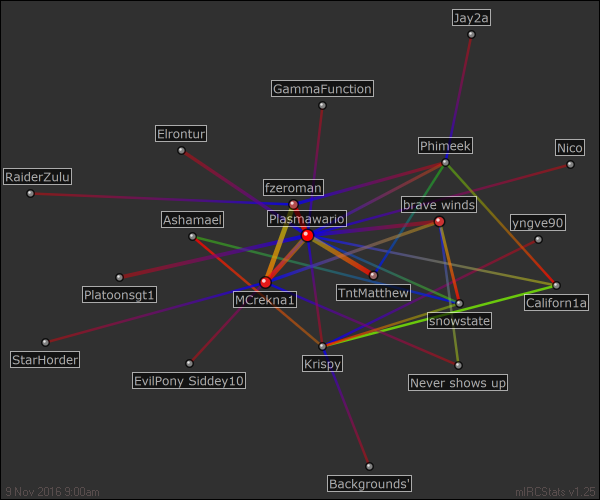 Jay2a
GammaFunction
Elrontur
Phimeek
Nico
RaiderZulu
fzeroman
Ashamael
Plasmawario
brave winds
yngve90
Platoonsgt1
MCrekna1
TntMatthew
Californ1a
snowstate
StarHorder
EvilPony Siddey10
Krispy
Never shows up
Backgrounds'
9 Nov 2016 9:00am
mIRCStats v1.25